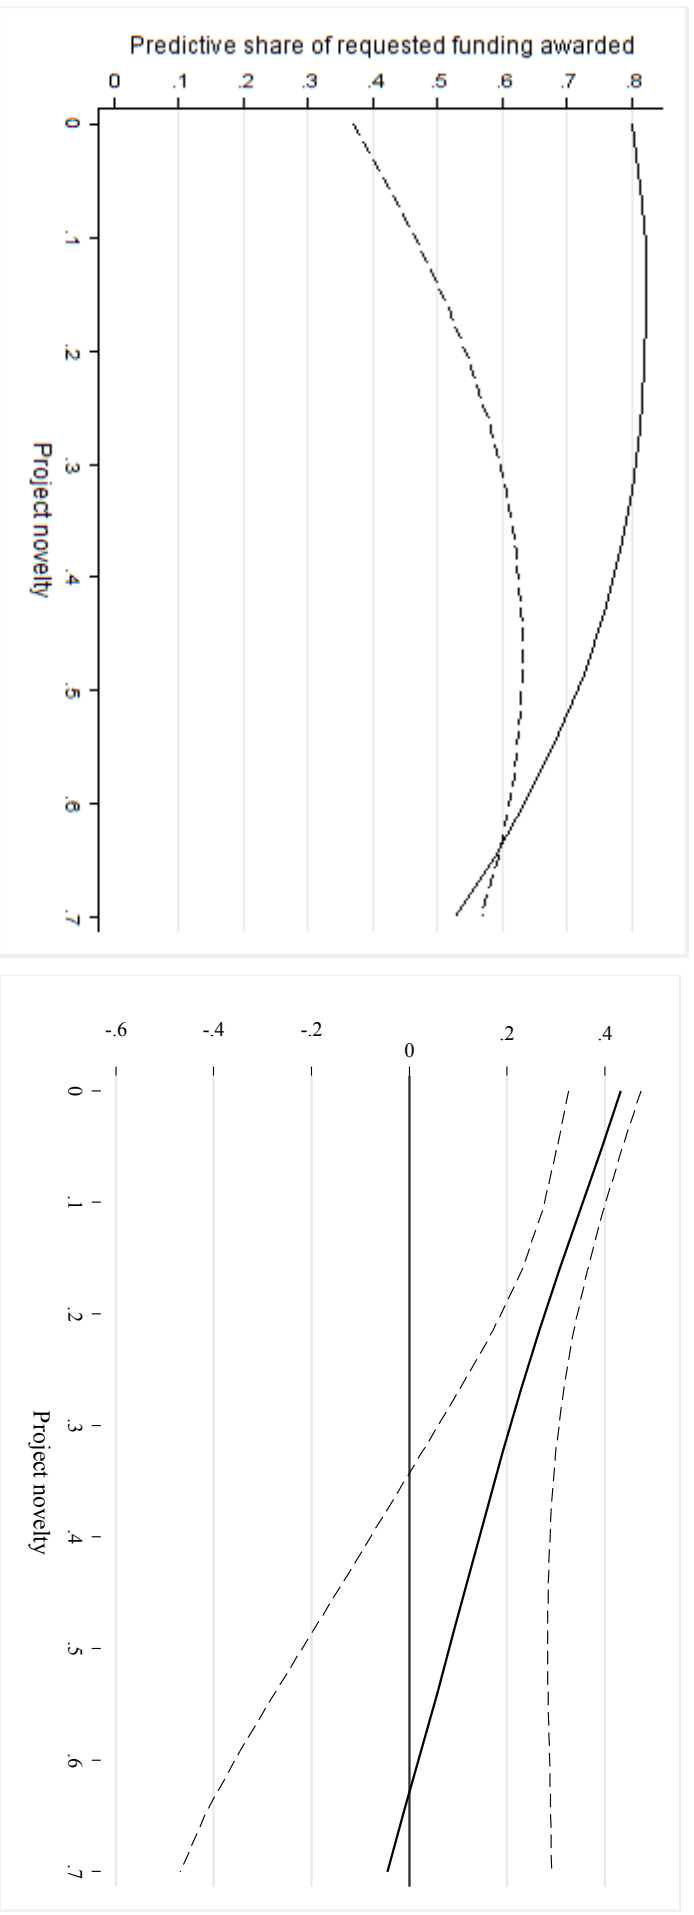 Predictive share of requested funding awarded
0 .1 .2 .3 .4 .5 .6 .7 .8
0 .1 .2 .3 .4 .5 .6 .7
Project novelty
-.6 -.4 -.2 0 .2 .4
0 .1 .2 .3 .4 .5 .6 .7
Project novelty